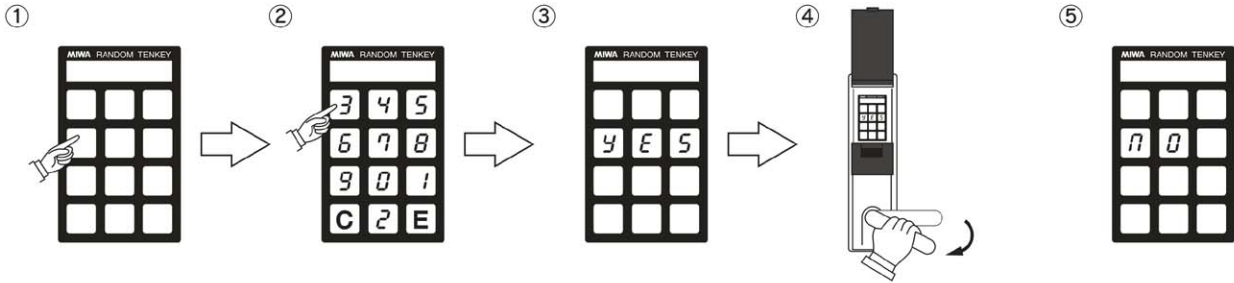 ① ② ③ ④ ⑤
MIWA RANDOM TENKEY
MIWA RANDOM TENKEY
3 4 5
6 7 8
9 0 1
C 2 E
MIWA RANDOM TENKEY
Y E S
MIWA RANDOM TENKEY
N O